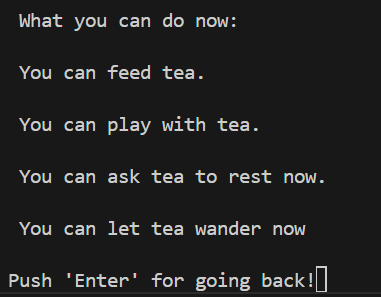 What you can do now:
You can feed tea.
You can play with tea.
You can ask tea to rest now.
You can let tea wander now
Push 'Enter' for going back!